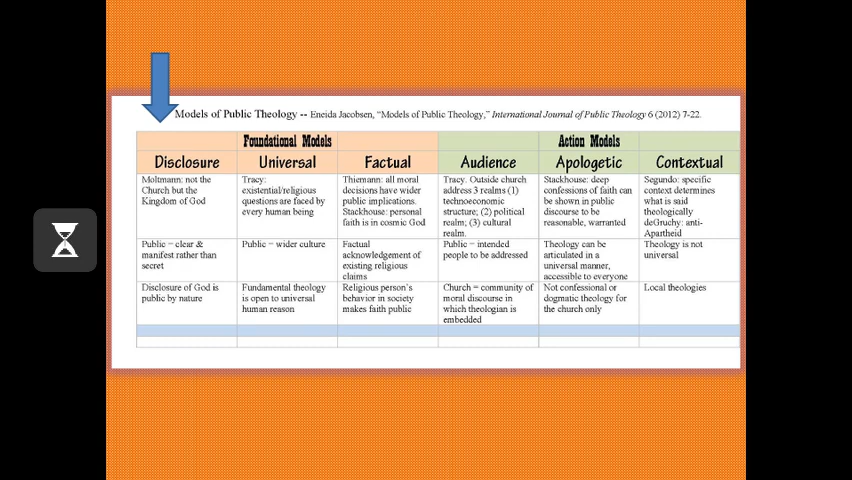 Models of Public Theology -- Eneida Jacobsen, “Models of Public Theology,” International Journal of Public Theology 6 (2012) 7-22.
Foundational Models
Action Models
Disclosure
Universal
Factual
Audience
Apologetic
Contextual
Moltmann: not the
Church but the
Kingdom of God
Tracy:
existential/religious
questions are faced by
every human being
Thiemann: all moral
decisions have wider
public implications.
Stackhouse: personal
faith is in cosmic God
Tracy. Outside church
address 3 realms (1)
technoeconomic
structure; (2) political
realm; (3) cultural
realm.
Stackhouse: deep
confessions of faith can
be shown in public
discourse to be
reasonable, warranted
Segundo: specific
context determines
what is said
theologically
deGruchy: anti-
Apartheid
Public = clear &
manifest rather than
secret
Public = wider culture
Factual
acknowledgement of
existing religious
claims
Public = intended
people to be addressed
Theology can be
articulated in a
universal manner,
accessible to everyone
Theology is not
universal
Disclosure of God is
public by nature
Fundamental theology
is open to universal
human reason
Religious person’s
behavior in society
makes faith public
Church = community of
moral discourse in
which theologian is
embedded
Not confessional or
dogmatic theology for
the church only
Local theologies